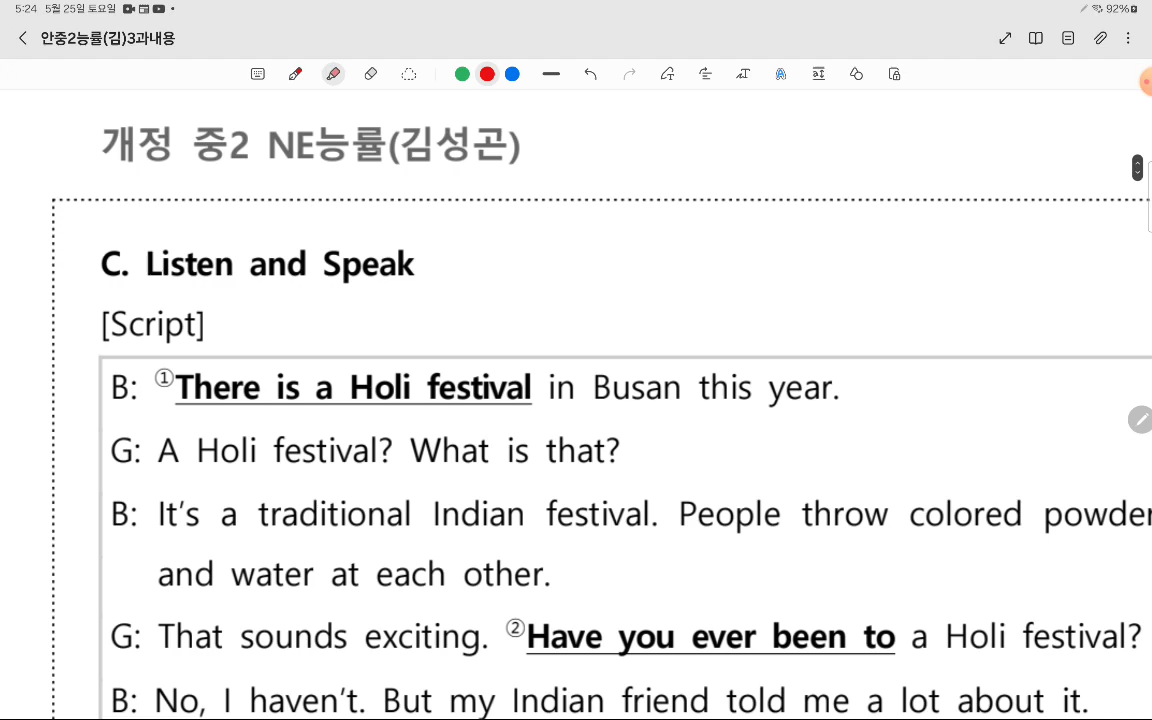 5:24 5월 25일 토요일
92%
안중2능률(김)3과내용
개정 중2 NE능률(김성곤)
C. Listen and Speak
[Script]
B: ①There is a Holi festival in Busan this year.
G: A Holi festival? What is that?
B: It's a traditional Indian festival. People throw colored powder
and water at each other.
G: That sounds exciting. ②Have you ever been to a Holi festival?
B: No, I haven't. But my Indian friend told me a lot about it.